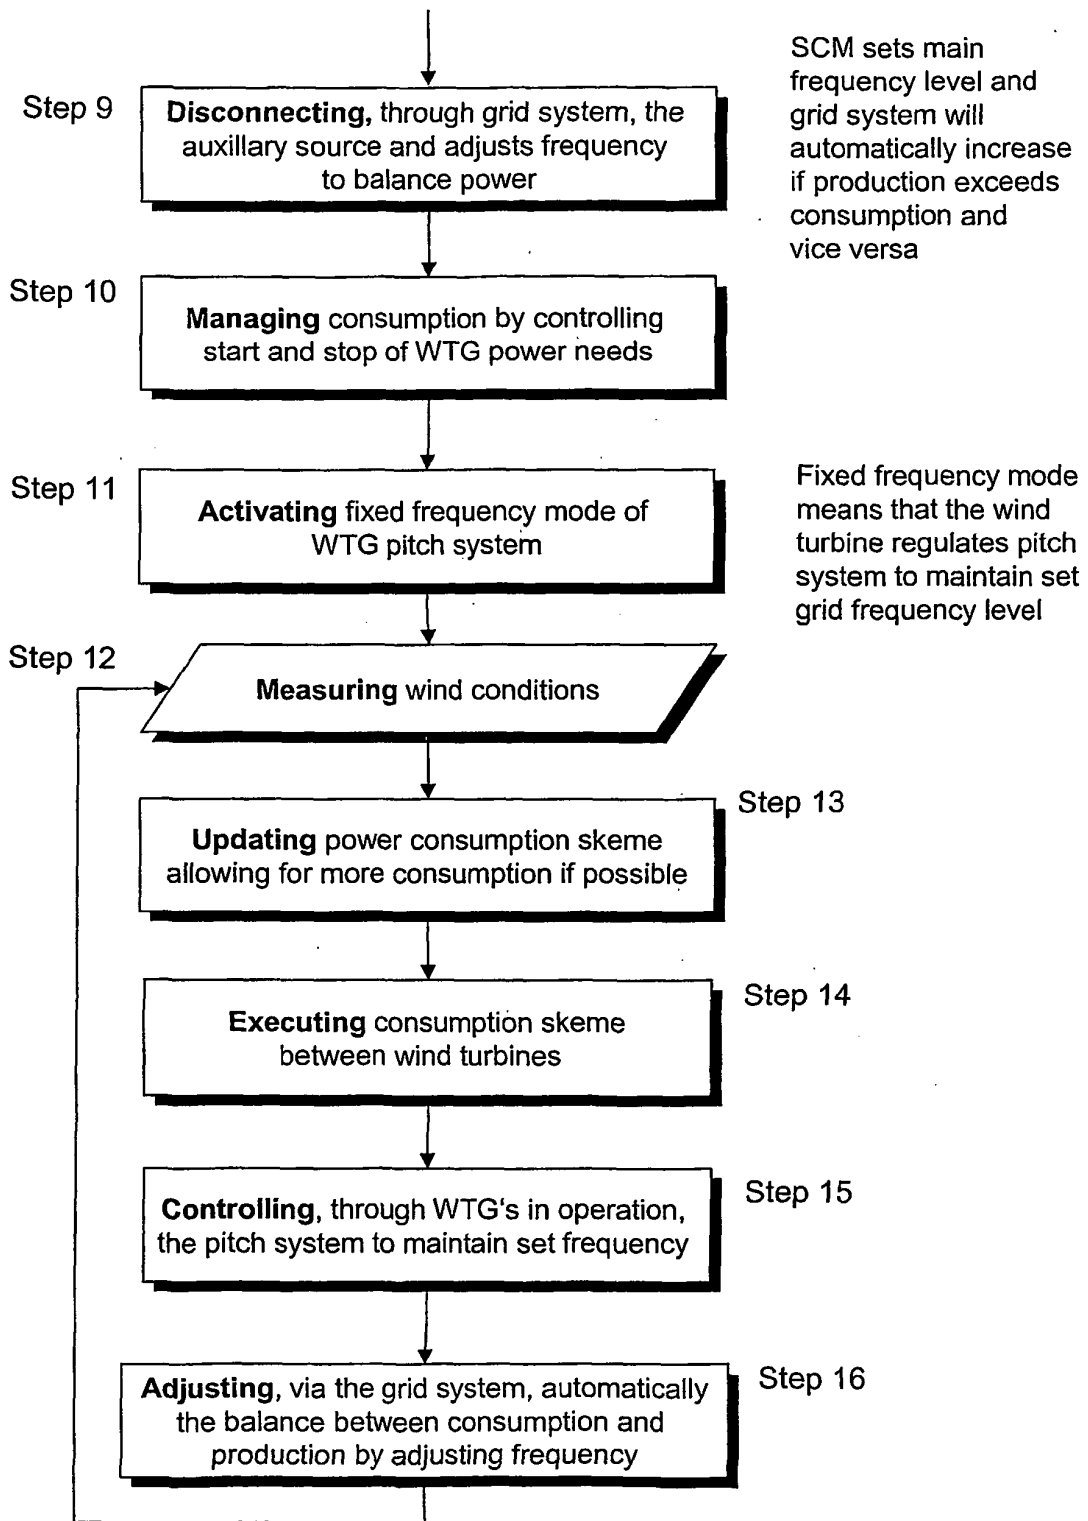 Step 9
Disconnecting, through grid system, the
auxillary source and adjusts frequency
to balance power
SCM sets main
frequency level and
grid system will
automatically increase
if production exceeds
consumption and
vice versa
Step 10
Managing consumption by controlling
start and stop of WTG power needs
Step 11
Activating fixed frequency mode of
WTG pitch system
Fixed frequency mode
means that the wind
turbine regulates pitch
system to maintain set
grid frequency level
Step 12
Measuring wind conditions
Step 13
Updating power consumption skeme
allowing for more consumption if possible
Step 14
Executing consumption skeme
between wind turbines
Step 15
Controlling, through WTG's in operation,
the pitch system to maintain set frequency
Step 16
Adjusting, via the grid system, automatically
the balance between consumption and
production by adjusting frequency